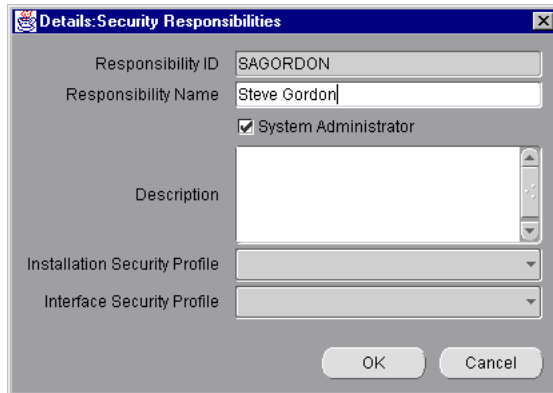 Details:Security Responsibilities
Responsibility ID SAGORDON
Responsibility Name Steve Gordon
System Administrator
Description
Installation Security Profile
Interface Security Profile
OK Cancel